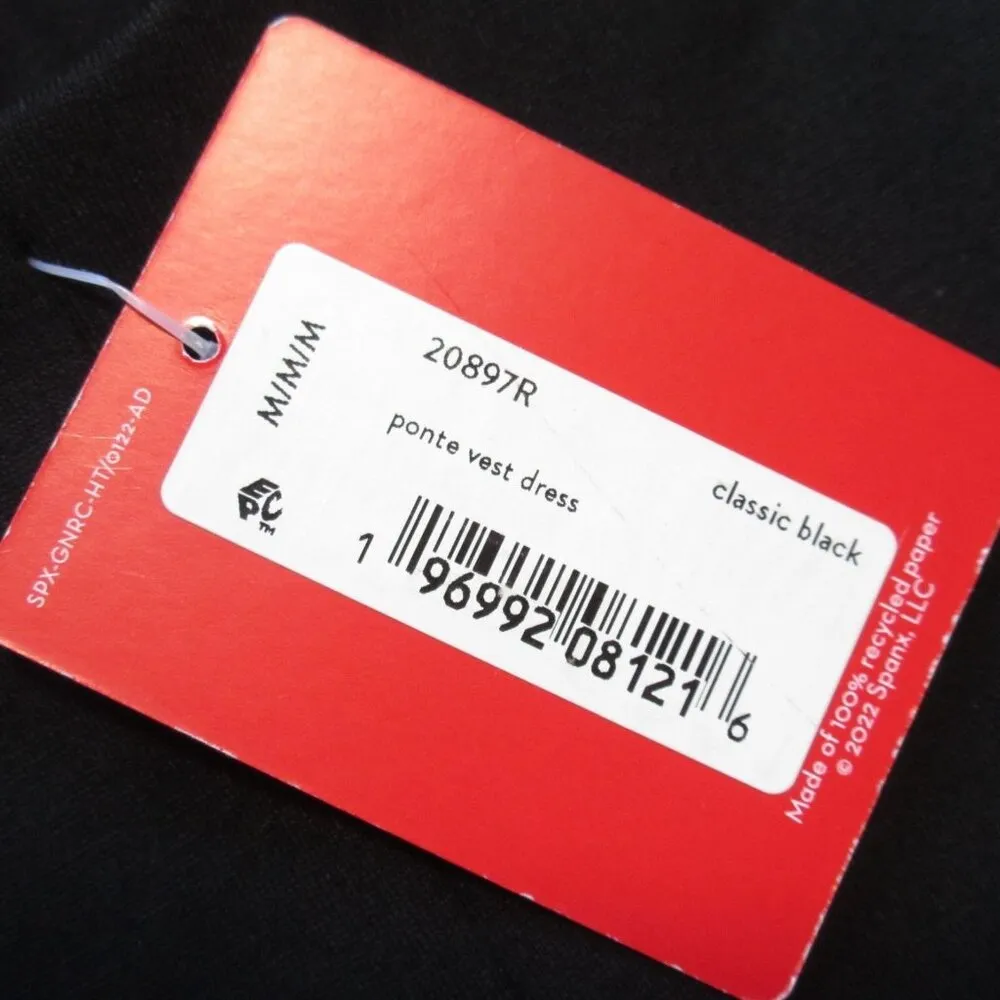 M/M/M
20897R
ponte vest dress
classic black
EPC™
1 96992 08121 6
SPX-GNRC-HT/0122-AD
Made of 100% recycled paper
© 2022 Spanx, LLC